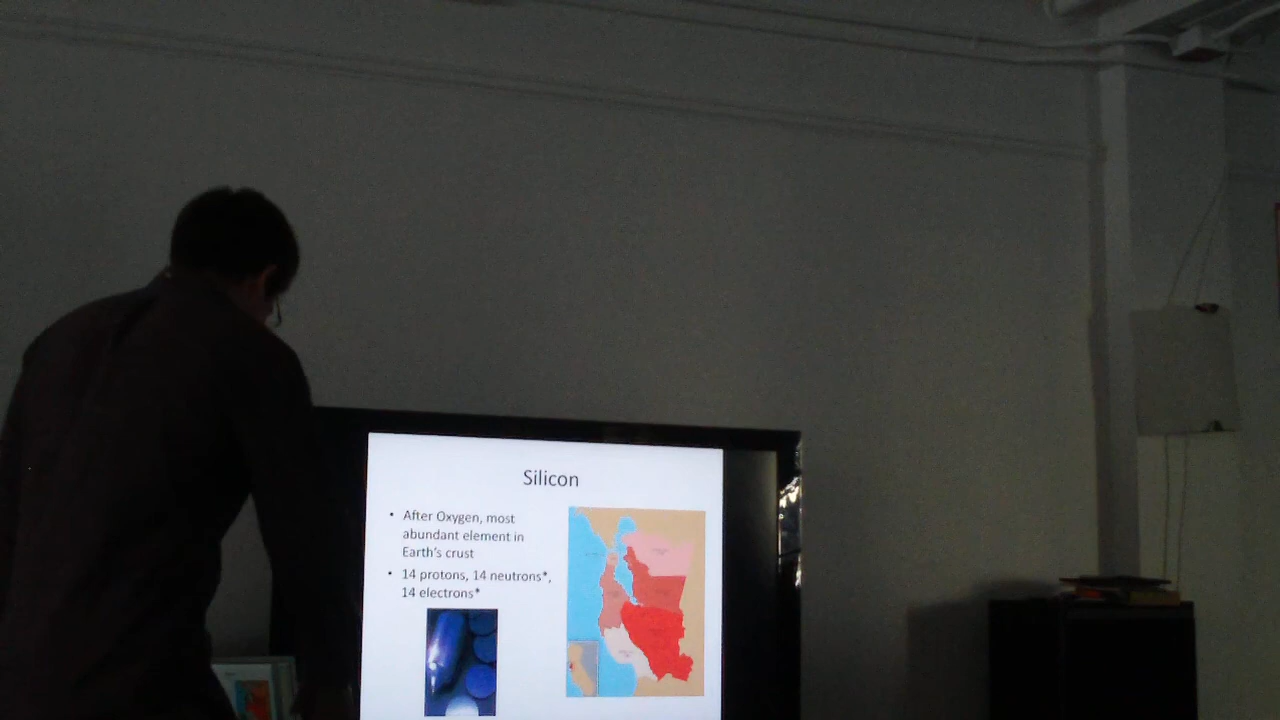 Silicon
• After Oxygen, most
abundant element in
Earth's crust
• 14 protons, 14 neutrons*,
14 electrons*